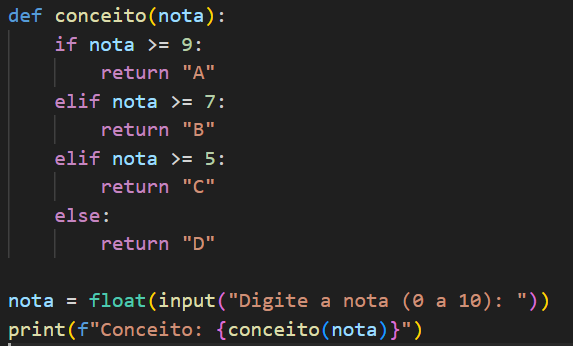 def conceito(nota):
    if nota >= 9:
        return "A"
    elif nota >= 7:
        return "B"
    elif nota >= 5:
        return "C"
    else:
        return "D"

nota = float(input("Digite a nota (0 a 10): "))
print(f"Conceito: {conceito(nota)}")